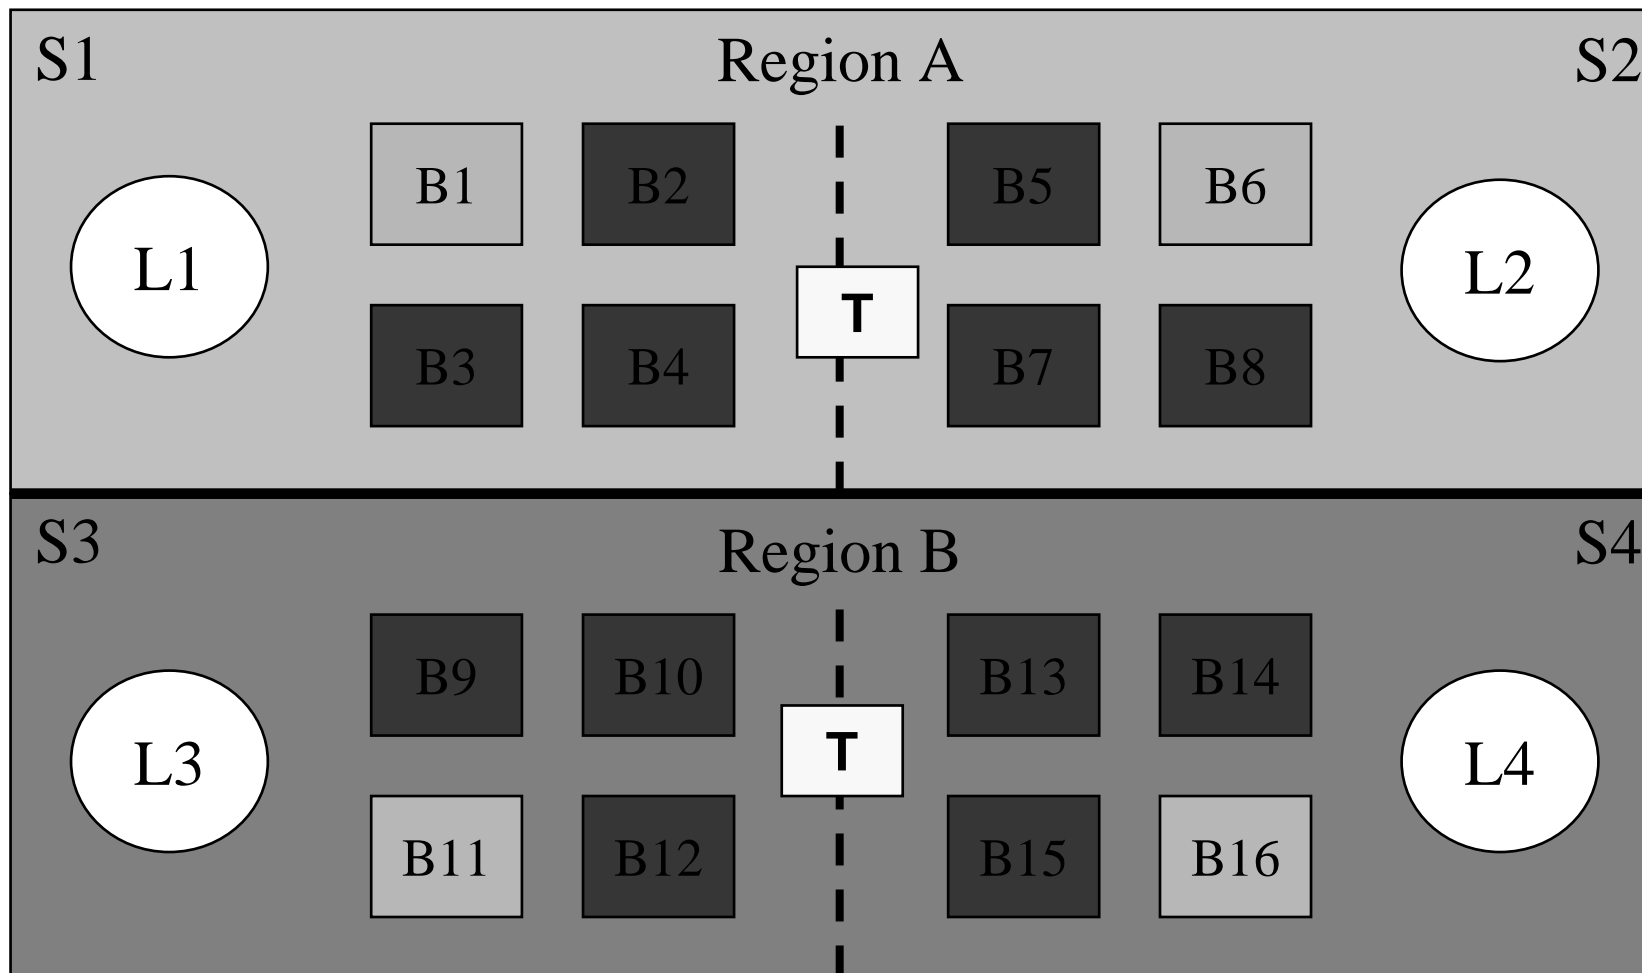 S1 Region A S2
B1 B2 B5 B6
L1 L2
T
B3 B4 B7 B8
S3 Region B S4
B9 B10 B13 B14
T
L3 L4
B11 B12 B15 B16